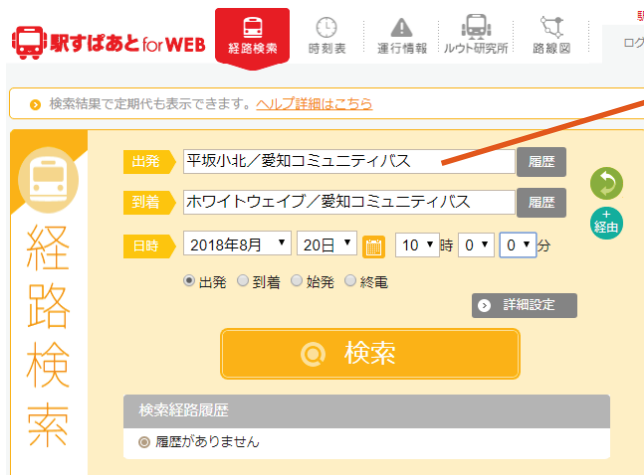 駅すぱあと for WEB
経路検索
時刻表
運行情報
ルウト研究所
路線図
ログ
検索結果で定期代も表示できます。ヘルプ詳細はこちら
経路検索
出発 平坂小北／愛知コミュニティバス 履歴
到着 ホワイトウェイブ／愛知コミュニティバス 履歴
+経由
日時 2018年8月 20日 10 時 0 0 分
出発 到着 始発 終電
詳細設定
検索
検索経路履歴
履歴がありません